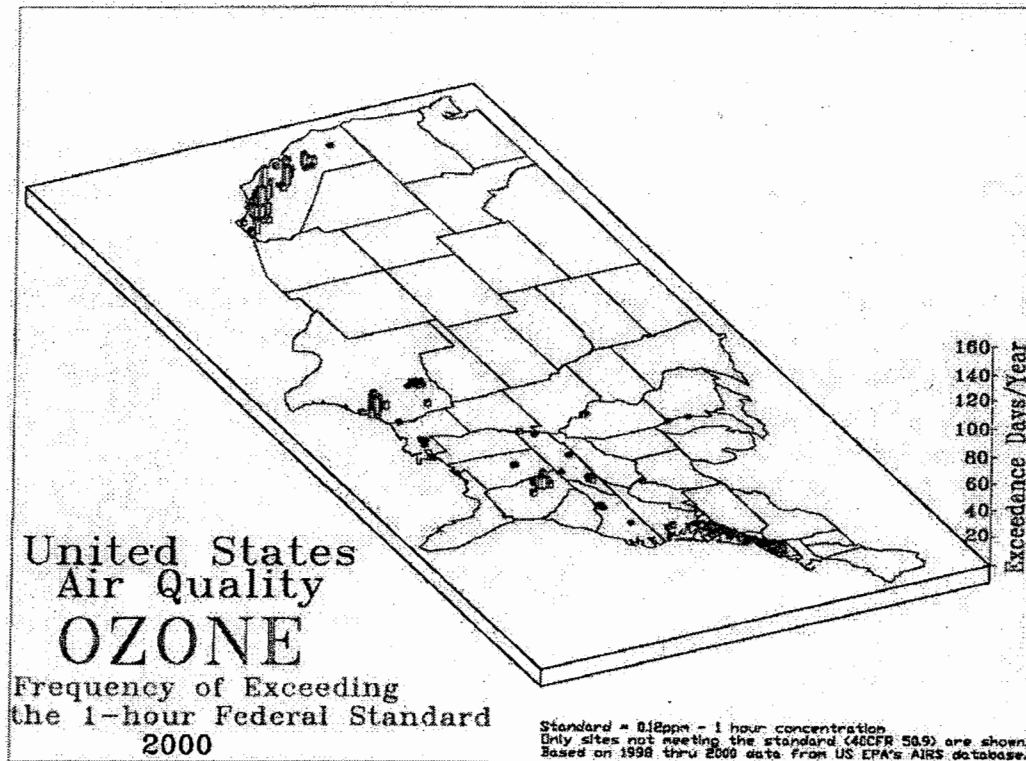 160
140
120
100
80
60
40
20
Exceedance Days/Year
United States
Air Quality
OZONE
Frequency of Exceeding
the 1-hour Federal Standard
2000
Standard = 0.12ppm - 1 hour concentration
Only sites not meeting the standard (40CFR 50.9) are shown.
Based on 1998 thru 2000 data from US EPA's AIRS database.